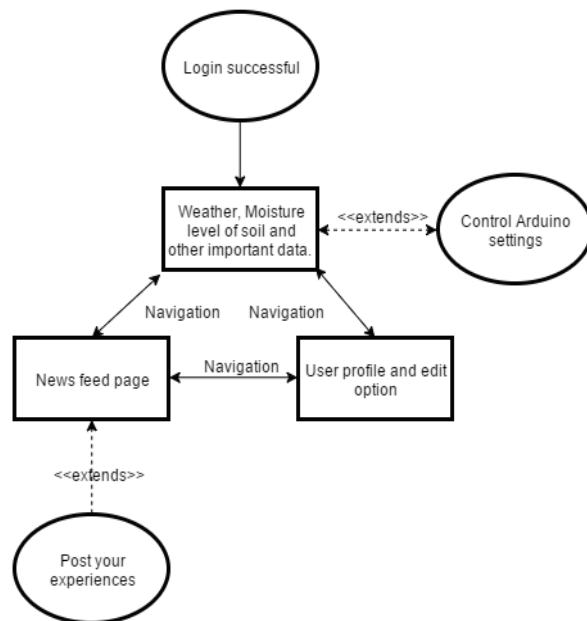 Login successful
Weather, Moisture
level of soil and
other important data.
<<extends>>
Control Arduino
settings
Navigation
Navigation
News feed page
Navigation
User profile and edit
option
<<extends>>
Post your
experiences